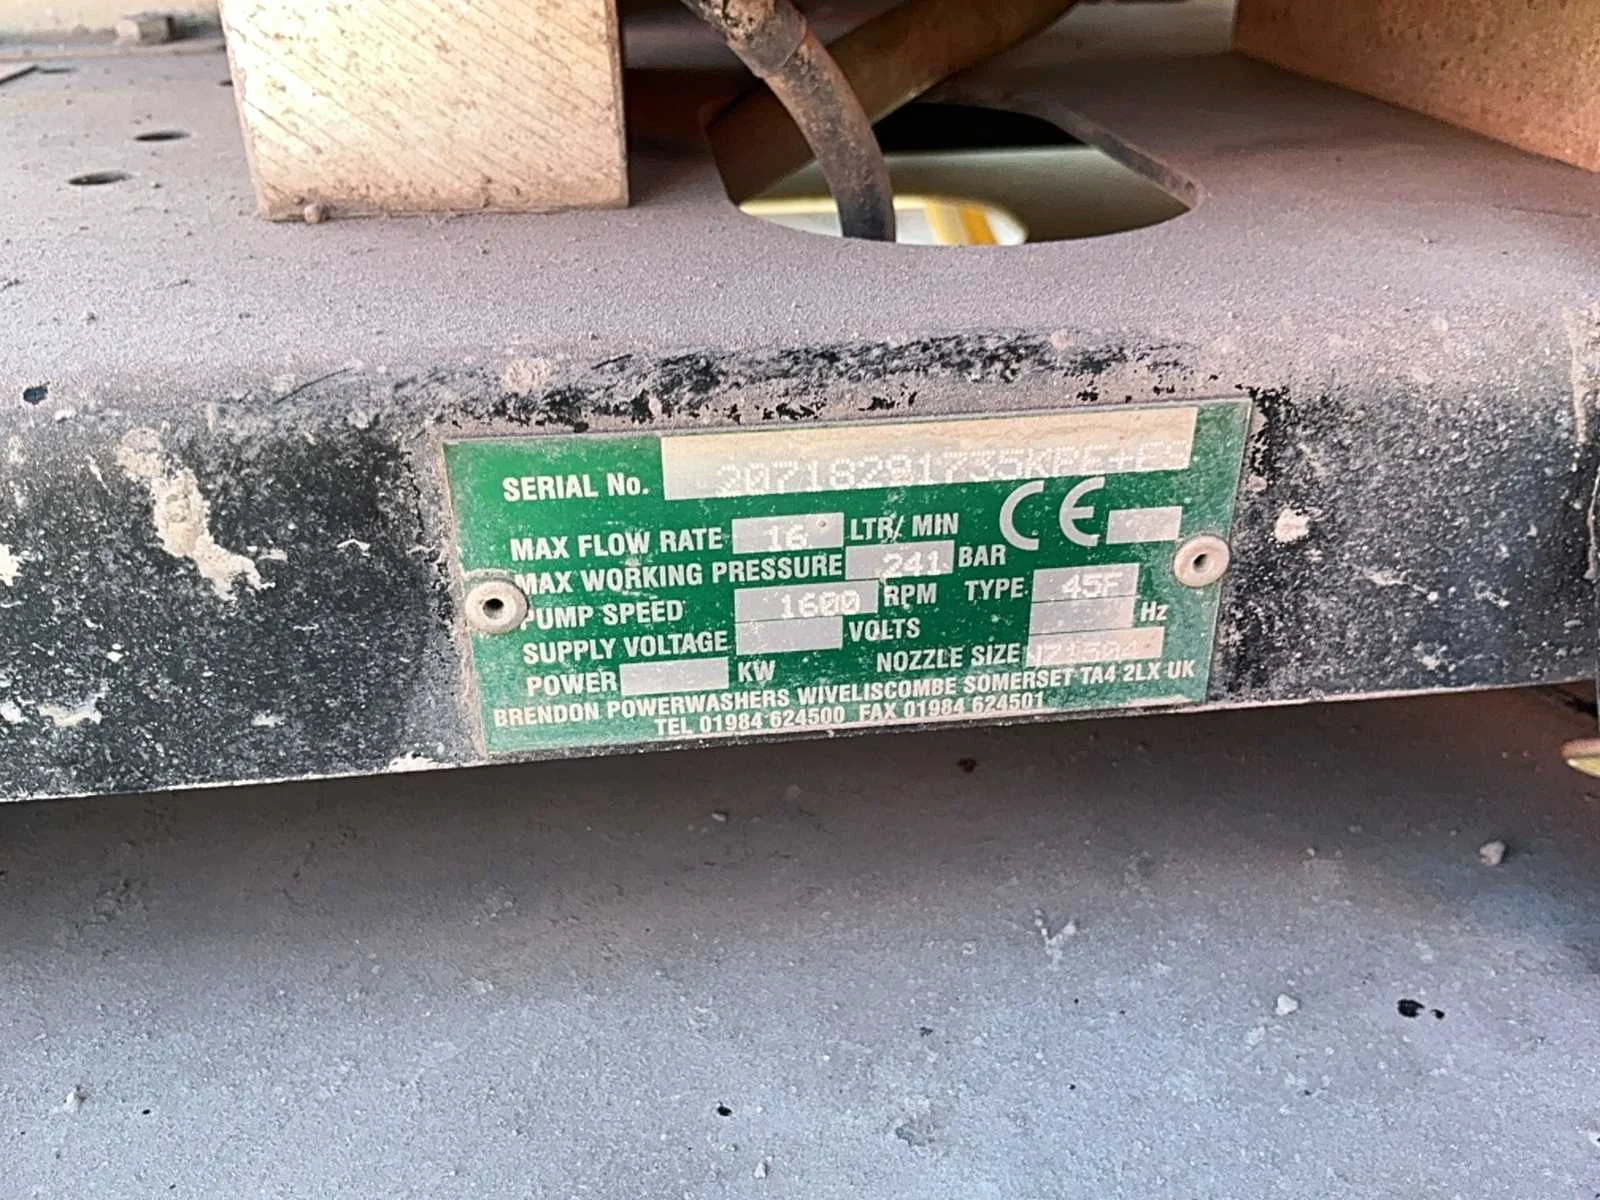 SERIAL No.
MAX FLOW RATE 16 LTR/ MIN CE
MAX WORKING PRESSURE 241 BAR
PUMP SPEED 1600 RPM TYPE 45F
SUPPLY VOLTAGE VOLTS Hz
POWER KW NOZZLE SIZE
BRENDON POWERWASHERS WIVELISCOMBE SOMERSET TA4 2LX UK
TEL 01984 624500 FAX 01984 624501